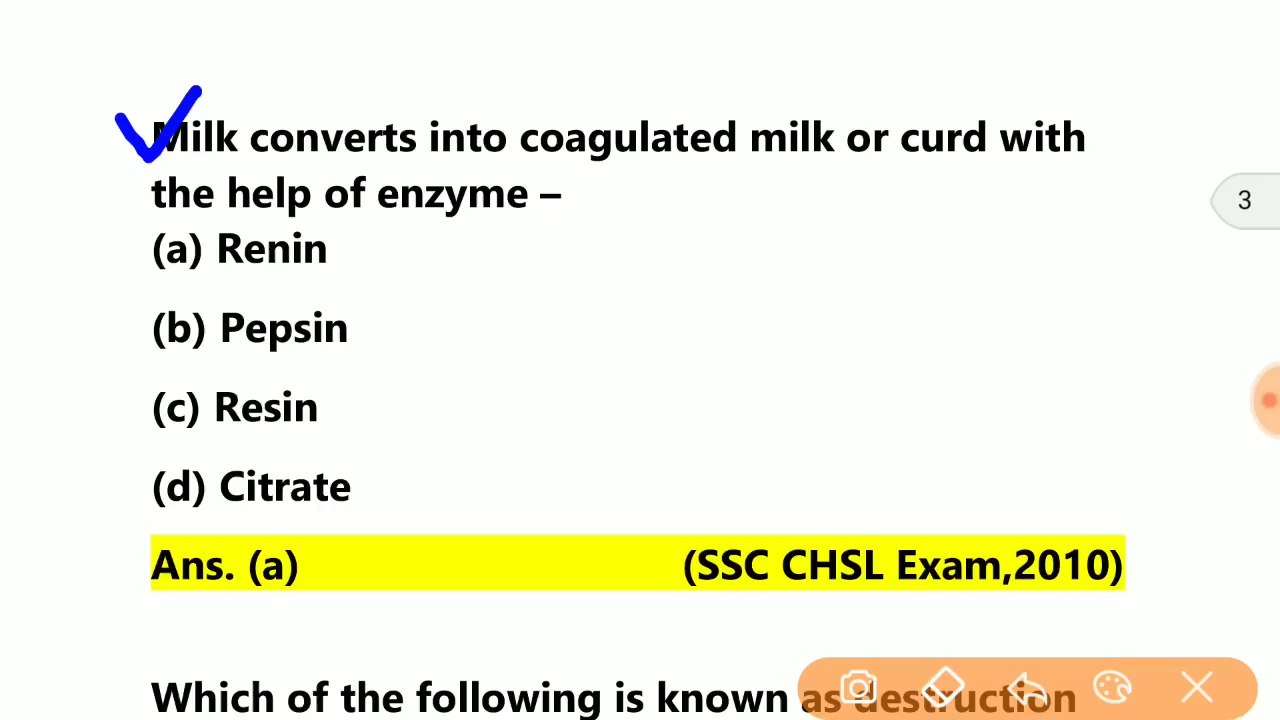 Milk converts into coagulated milk or curd with
the help of enzyme –
3
(a) Renin
(b) Pepsin
(c) Resin
(d) Citrate
Ans. (a) (SSC CHSL Exam,2010)
Which of the following is known as destruction